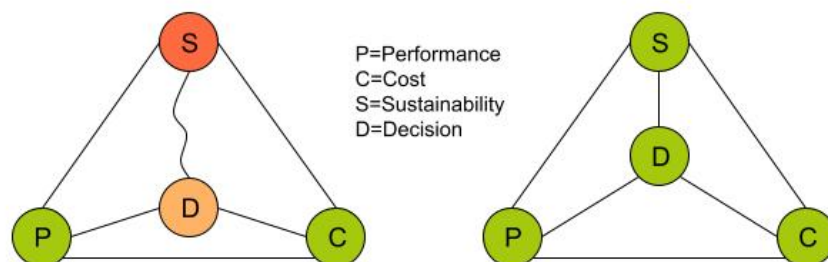 S
D
P
C
P=Performance
C=Cost
S=Sustainability
D=Decision
S
D
P
C